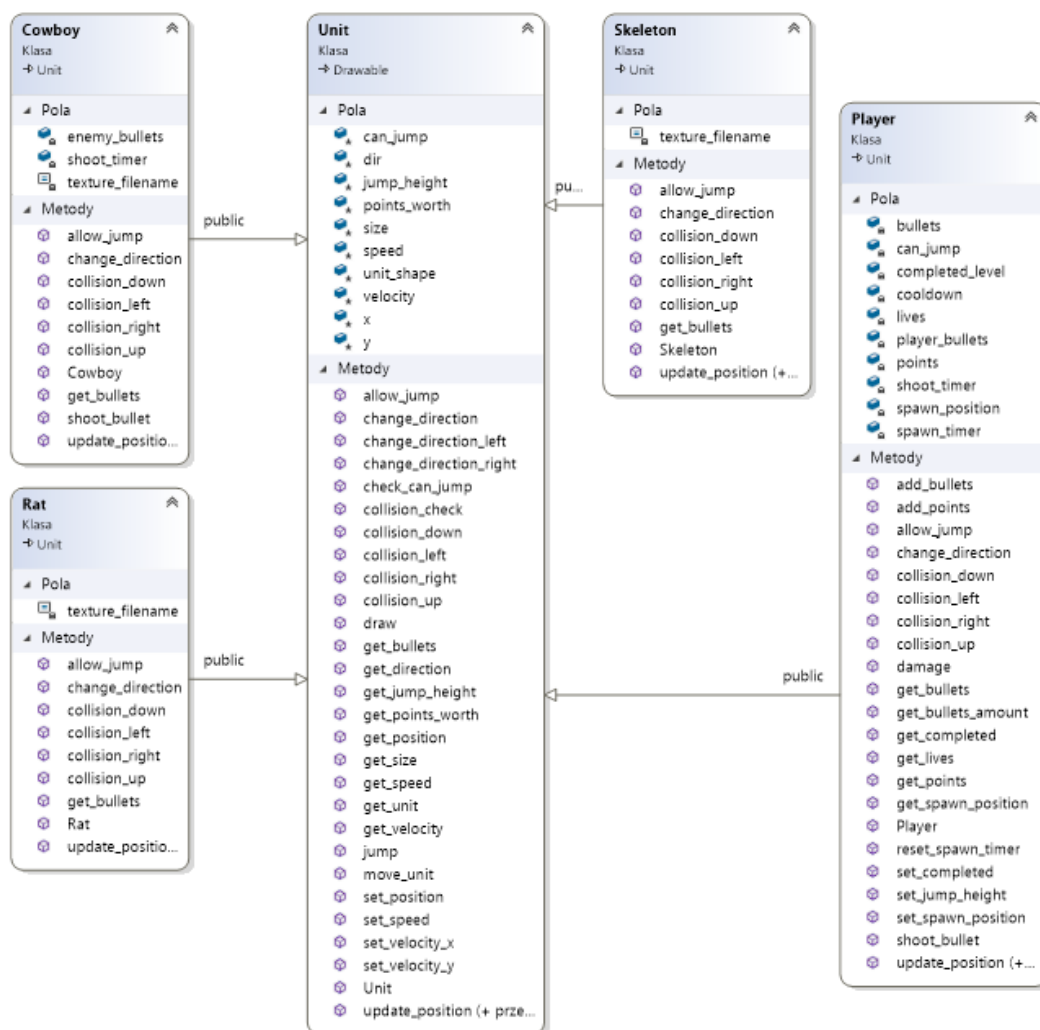 Cowboy
Klasa
Unit
Pola
enemy_bullets
shoot_timer
texture_filename
Metody
allow_jump
change_direction
collision_down
collision_left
collision_right
collision_up
Cowboy
get_bullets
shoot_bullet
update_positio...
public
Rat
Klasa
Unit
Pola
texture_filename
Metody
allow_jump
change_direction
collision_down
collision_left
collision_right
collision_up
get_bullets
Rat
update_positio...
public
Unit
Klasa
Drawable
Pola
can_jump
dir
jump_height
points_worth
size
speed
unit_shape
velocity
x
y
Metody
allow_jump
change_direction
change_direction_left
change_direction_right
check_can_jump
collision_check
collision_down
collision_left
collision_right
collision_up
draw
get_bullets
get_direction
get_jump_height
get_points_worth
get_position
get_size
get_speed
get_unit
get_velocity
jump
move_unit
set_position
set_speed
set_velocity_x
set_velocity_y
Unit
update_position (+ prze...
pu...
Skeleton
Klasa
Unit
Pola
texture_filename
Metody
allow_jump
change_direction
collision_down
collision_left
collision_right
collision_up
get_bullets
Skeleton
update_position (+...
public
Player
Klasa
Unit
Pola
bullets
can_jump
completed_level
cooldown
lives
player_bullets
points
shoot_timer
spawn_position
spawn_timer
Metody
add_bullets
add_points
allow_jump
change_direction
collision_down
collision_left
collision_right
collision_up
damage
get_bullets
get_bullets_amount
get_completed
get_lives
get_points
get_spawn_position
Player
reset_spawn_timer
set_completed
set_jump_height
set_spawn_position
shoot_bullet
update_position (+...